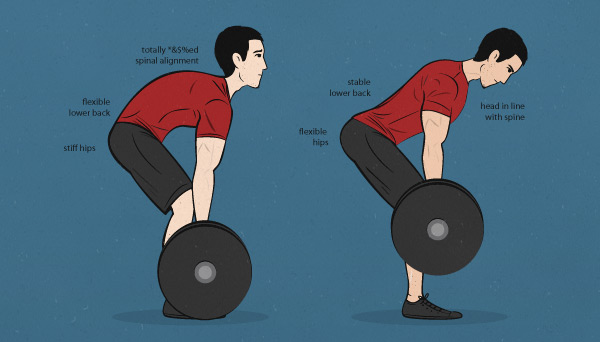 totally *&$%ed
spinal alignment
flexible
lower back
stiff hips
stable
lower back
flexible
hips
head in line
with spine